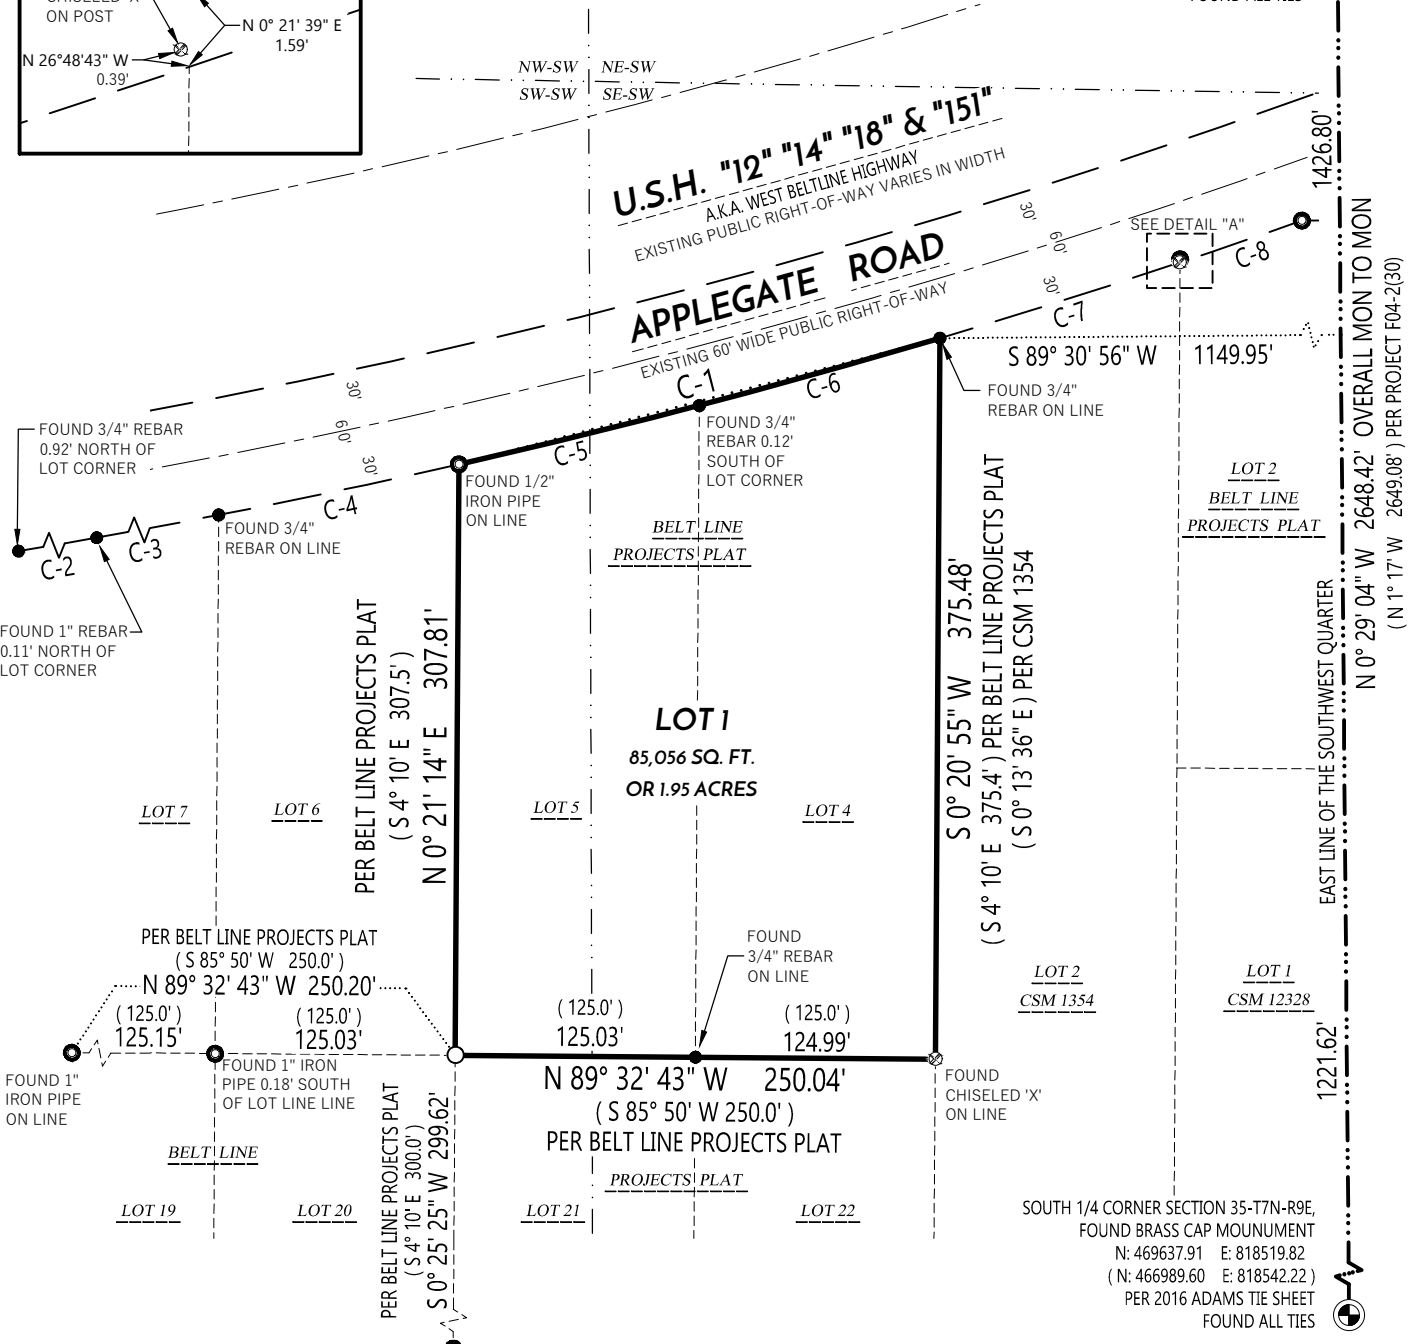 CHISELED 'X'
ON POST
N 0° 21' 39" E
1.59'
N 26°48'43" W
0.39'
NW-SW
NE-SW
SW-SW
SE-SW
U.S.H. "12" "14" "18" & "151"
A.K.A. WEST BELTLINE HIGHWAY
EXISTING PUBLIC RIGHT-OF-WAY VARIES IN WIDTH
APPLEGATE ROAD
EXISTING 60' WIDE PUBLIC RIGHT-OF-WAY
30'
60'
30'
SEE DETAIL "A"
C-8
C-7
1426.80'
S 89° 30' 56" W 1149.95'
FOUND 3/4"
REBAR ON LINE
C-1
C-6
C-5
30'
60'
30'
FOUND 3/4" REBAR
0.92' NORTH OF
LOT CORNER
FOUND 3/4"
REBAR 0.12'
SOUTH OF
LOT CORNER
FOUND 1/2"
IRON PIPE
ON LINE
C-4
C-3
C-2
FOUND 3/4"
REBAR ON LINE
FOUND 1" REBAR
0.11' NORTH OF
LOT CORNER
BELT LINE
PROJECTS PLAT
LOT 2
BELT LINE
PROJECTS PLAT
N 0° 29' 04" W 2648.42' OVERALL MON TO MON
( N 1° 17' W 2649.08' ) PER PROJECT F04-2(30)
EAST LINE OF THE SOUTHWEST QUARTER
PER BELT LINE PROJECTS PLAT
( S 4° 10' E 307.5' )
N 0° 21' 14" E 307.81'
S 0° 20' 55" W 375.48'
( S 4° 10' E 375.4' ) PER BELT LINE PROJECTS PLAT
( S 0° 13' 36" E ) PER CSM 1354
LOT 1
85,056 SQ. FT.
OR 1.95 ACRES
LOT 7
LOT 6
LOT 5
LOT 4
PER BELT LINE PROJECTS PLAT
( S 85° 50' W 250.0' )
N 89° 32' 43" W 250.20'
( 125.0' )
125.15'
( 125.0' )
125.03'
( 125.0' )
125.03'
( 125.0' )
124.99'
FOUND
3/4" REBAR
ON LINE
LOT 2
CSM 1354
LOT 1
CSM 12328
1221.62'
FOUND 1"
IRON PIPE
ON LINE
FOUND 1" IRON
PIPE 0.18' SOUTH
OF LOT LINE LINE
N 89° 32' 43" W 250.04'
( S 85° 50' W 250.0' )
PER BELT LINE PROJECTS PLAT
FOUND
CHISELED 'X'
ON LINE
PER BELT LINE PROJECTS PLAT
( S 4° 10' E 300.0' )
S 0° 25' 25" W 299.62'
BELT LINE
PROJECTS PLAT
LOT 19
LOT 20
LOT 21
LOT 22
SOUTH 1/4 CORNER SECTION 35-T7N-R9E,
FOUND BRASS CAP MOUNUMENT
N: 469637.91 E: 818519.82
( N: 466989.60 E: 818542.22 )
PER 2016 ADAMS TIE SHEET
FOUND ALL TIES